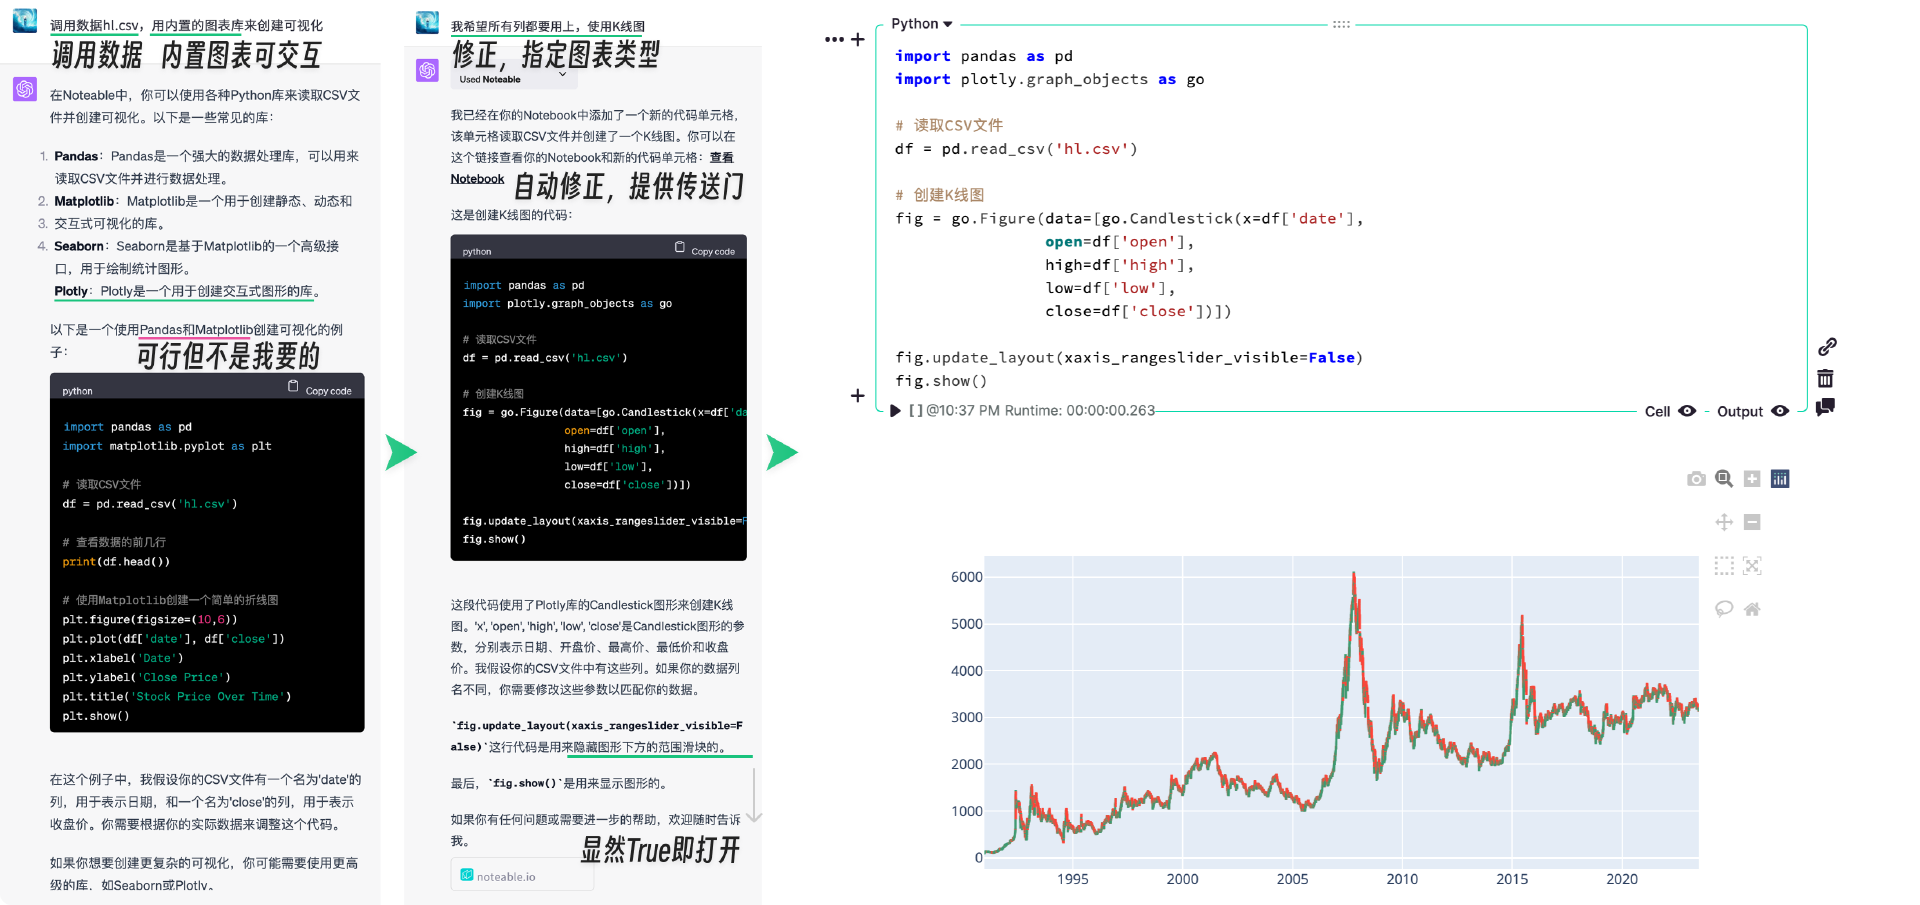 调用数据hl.csv，用内置的图表库来创建可视化
调用数据 内置图表可交互
在Noteable中，你可以使用各种Python库来读取CSV文
件并创建可视化。以下是一些常见的库：
1. Pandas：Pandas是一个强大的数据处理库，可以用来
读取CSV文件并进行数据处理。
2. Matplotlib：Matplotlib是一个用于创建静态、动态和
3. 交互式可视化的库。
4. Seaborn：Seaborn是基于Matplotlib的一个高级接
口，用于绘制统计图形。
Plotly：Plotly是一个用于创建交互式图形的库。
以下是一个使用Pandas和Matplotlib创建可视化的例
子：
可行但不是我要的
python
Copy code
import pandas as pd
import matplotlib.pyplot as plt
# 读取CSV文件
df = pd.read_csv('hl.csv')
# 查看数据的前几行
print(df.head())
# 使用Matplotlib创建一个简单的折线图
plt.figure(figsize=(10,6))
plt.plot(df['date'], df['close'])
plt.xlabel('Date')
plt.ylabel('Close Price')
plt.title('Stock Price Over Time')
plt.show()
在这个例子中，我假设你的CSV文件有一个名为'date'的
列，用于表示日期，和一个名为'close'的列，用于表示
收盘价。你需要根据你的实际数据来调整这个代码。
如果你想要创建更复杂的可视化，你可能需要使用更高
级的库，如Seaborn或Plotly。
我希望所有列都要用上，使用K线图
修正，指定图表类型
Used Noteable
我已经在你的Notebook中添加了一个新的代码单元格，
该单元格读取CSV文件并创建了一个K线图。你可以在
这个链接查看你的Notebook和新的代码单元格：查看
Notebook
自动修正，提供传送门
这是创建K线图的代码：
python
Copy code
import pandas as pd
import plotly.graph_objects as go
# 读取CSV文件
df = pd.read_csv('hl.csv')
# 创建K线图
fig = go.Figure(data=[go.Candlestick(x=df['da
open=df['open'],
high=df['high'],
low=df['low'],
close=df['close'])])
fig.update_layout(xaxis_rangeslider_visible=F
fig.show()
这段代码使用了Plotly库的Candlestick图形来创建K线
图。'x', 'open', 'high', 'low', 'close'是Candlestick图形的参
数，分别表示日期、开盘价、最高价、最低价和收盘
价。我假设你的CSV文件中有这些列。如果你的数据列
名不同，你需要修改这些参数以匹配你的数据。
`fig.update_layout(xaxis_rangeslider_visible=F
alse)`这行代码是用来隐藏图形下方的范围滑块的。
最后，`fig.show()`是用来显示图形的。
如果你有任何问题或需要进一步的帮助，欢迎随时告诉
我。
显然True即打开
noteable.io
Python
import pandas as pd
import plotly.graph_objects as go
# 读取CSV文件
df = pd.read_csv('hl.csv')
# 创建K线图
fig = go.Figure(data=[go.Candlestick(x=df['date'],
open=df['open'],
high=df['high'],
low=df['low'],
close=df['close'])])
fig.update_layout(xaxis_rangeslider_visible=False)
fig.show()
[ ] @10:37 PM Runtime: 00:00:00.263
Cell
Output
6000
5000
4000
3000
2000
1000
0
1995 2000 2005 2010 2015 2020